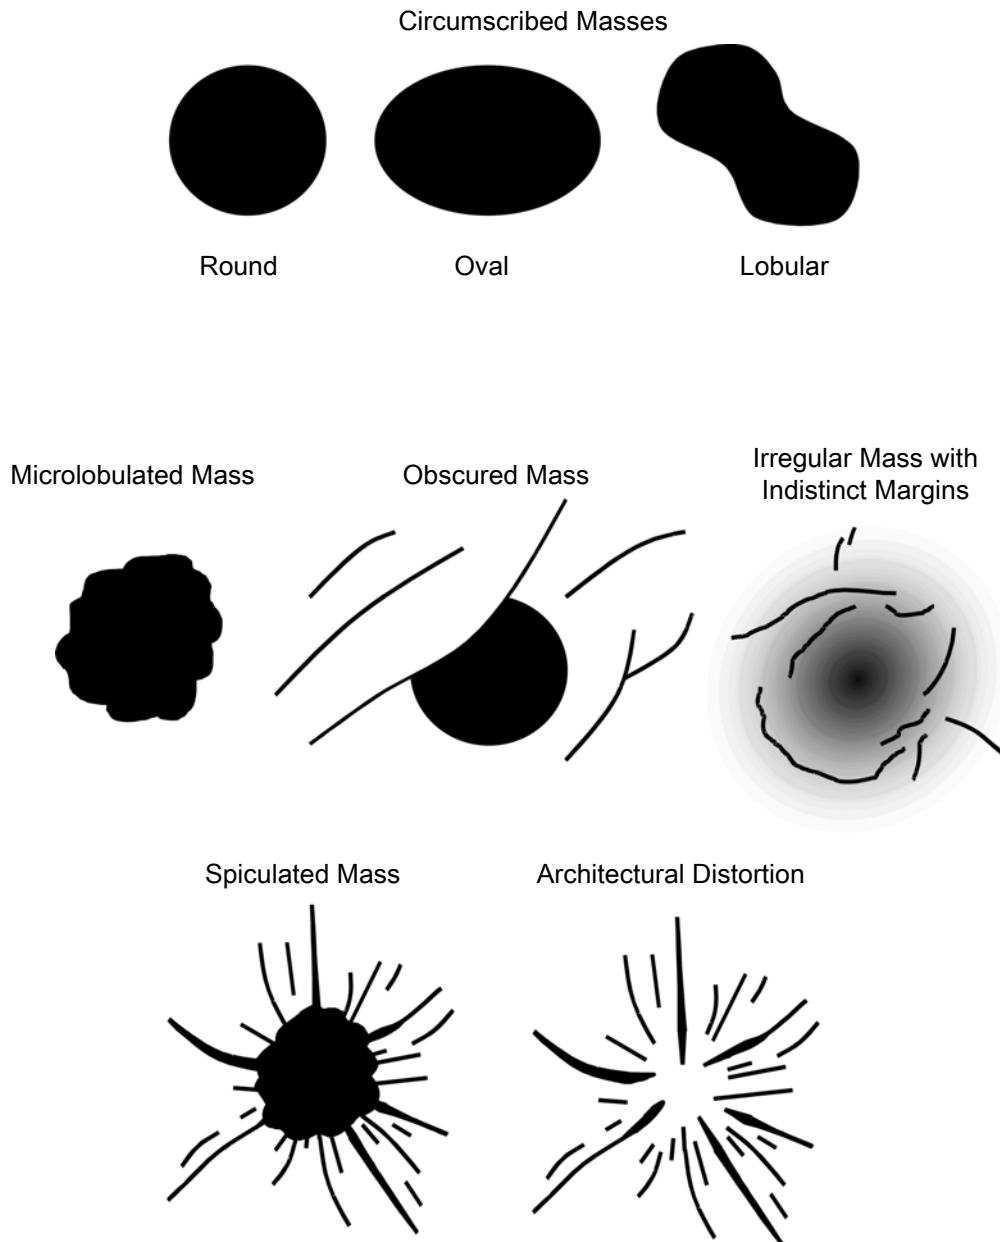 Circumscribed Masses
Round
Oval
Lobular
Microlobulated Mass
Obscured Mass
Irregular Mass with
Indistinct Margins
Spiculated Mass
Architectural Distortion